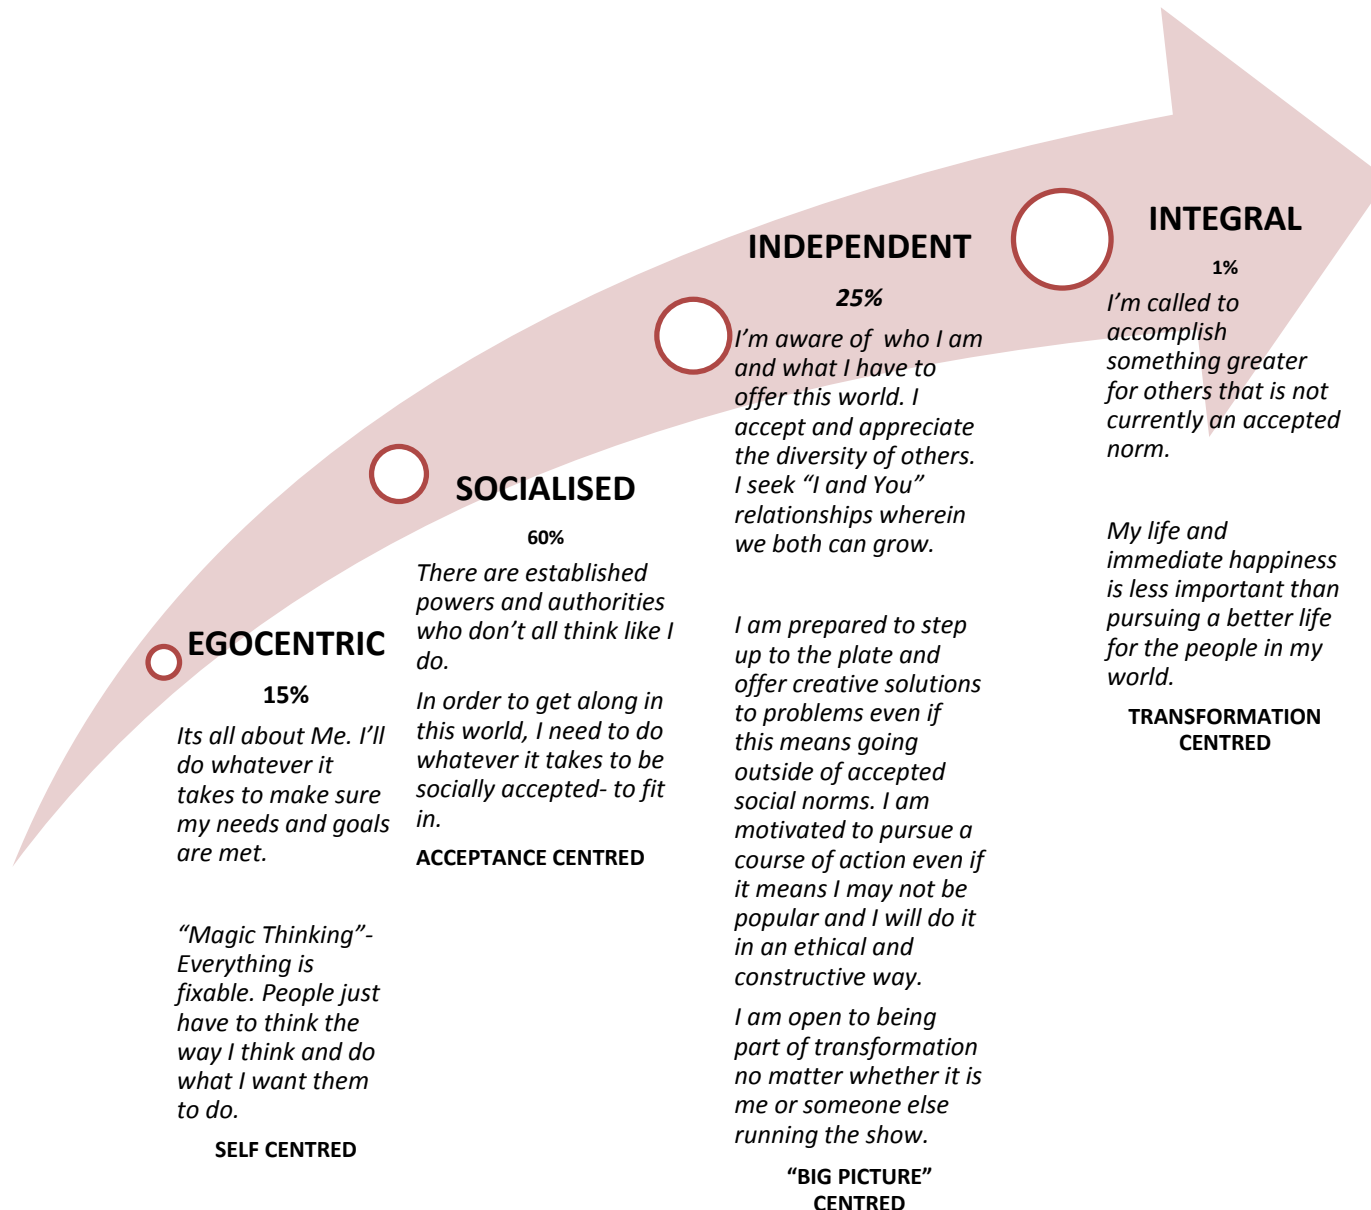 EGOCENTRIC
15%
Its all about Me. I’ll
do whatever it
takes to make sure
my needs and goals
are met.
“Magic Thinking”-
Everything is
fixable. People just
have to think the
way I think and do
what I want them
to do.
SELF CENTRED
SOCIALISED
60%
There are established
powers and authorities
who don’t all think like I
do.
In order to get along in
this world, I need to do
whatever it takes to be
socially accepted- to fit
in.
ACCEPTANCE CENTRED
INDEPENDENT
25%
I’m aware of  who I am
and what I have to
offer this world. I
accept and appreciate
the diversity of others.
I seek “I and You”
relationships wherein
we both can grow.
I am prepared to step
up to the plate and
offer creative solutions
to problems even if
this means going
outside of accepted
social norms. I am
motivated to pursue a
course of action even if
it means I may not be
popular and I will do it
in an ethical and
constructive way.
I am open to being
part of transformation
no matter whether it is
me or someone else
running the show.
“BIG PICTURE”
CENTRED
INTEGRAL
1%
I’m called to
accomplish
something greater
for others that is not
currently an accepted
norm.
My life and
immediate happiness
is less important than
pursuing a better life
for the people in my
world.
TRANSFORMATION
CENTRED